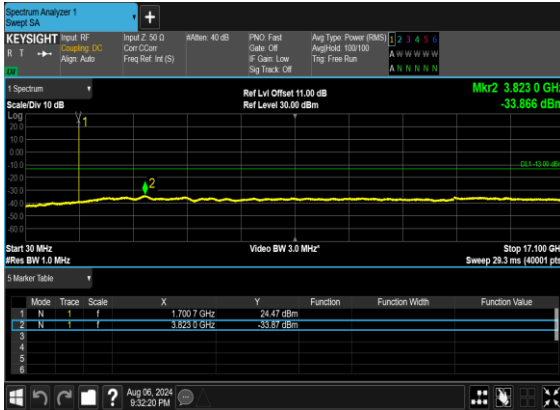 Spectrum Analyzer 1
Swept SA
KEYSIGHT Input: RF Input Z: 50 Ω #Atten: 40 dB PNO: Fast Avg Type: Power (RMS) 1 2 3 4 5 6
R T Coupling: DC Corr CCorr Gate: Off Avg|Hold: 100/100 A W W W W W
Align: Auto Freq Ref: Int (S) IF Gain: Low Trig: Free Run
Sig Track: Off A N N N N N
1 Spectrum
Ref Lvl Offset 11.00 dB Mkr2 3.823 0 GHz
Scale/Div 10 dB Ref Level 30.00 dBm -33.866 dBm
Log
20.0
0.00
-10.0
-20.0
-30.0
-40.0
-50.0
-60.0
1
2
DL1 -13.00 dBm
Start 30 MHz Video BW 3.0 MHz* Stop 17.100 GH
#Res BW 1.0 MHz Sweep 29.3 ms (40001 pts
5 Marker Table
Mode Trace Scale X Y Function Function Width Function Value
1 N 1 f 1.700 7 GHz 24.47 dBm
2 N 1 f 3.823 0 GHz -33.87 dBm
3
4
5
6
Aug 06, 2024
9:32:20 PM